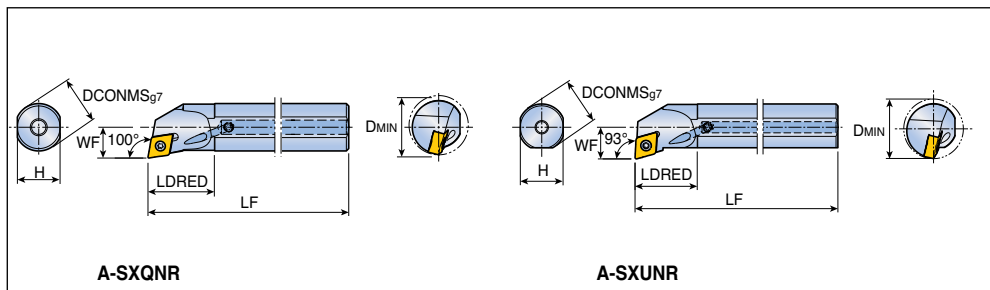 DCONMSg7
WF
100°
H
LDRED
LF
DMIN
A-SXQNR
DCONMSg7
WF
93°
H
LDRED
LF
DMIN
A-SXUNR